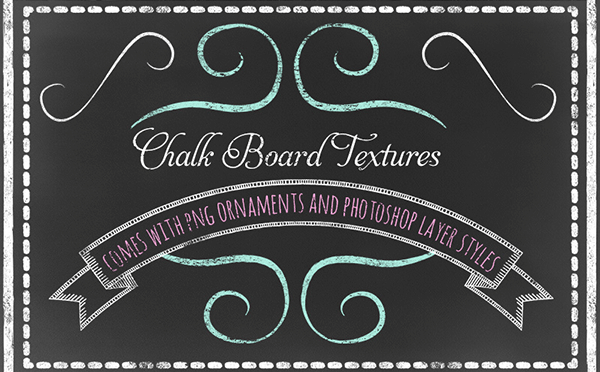 Chalk Board Textures
COMES WITH PNG ORNAMENTS AND PHOTOSHOP LAYER STYLES